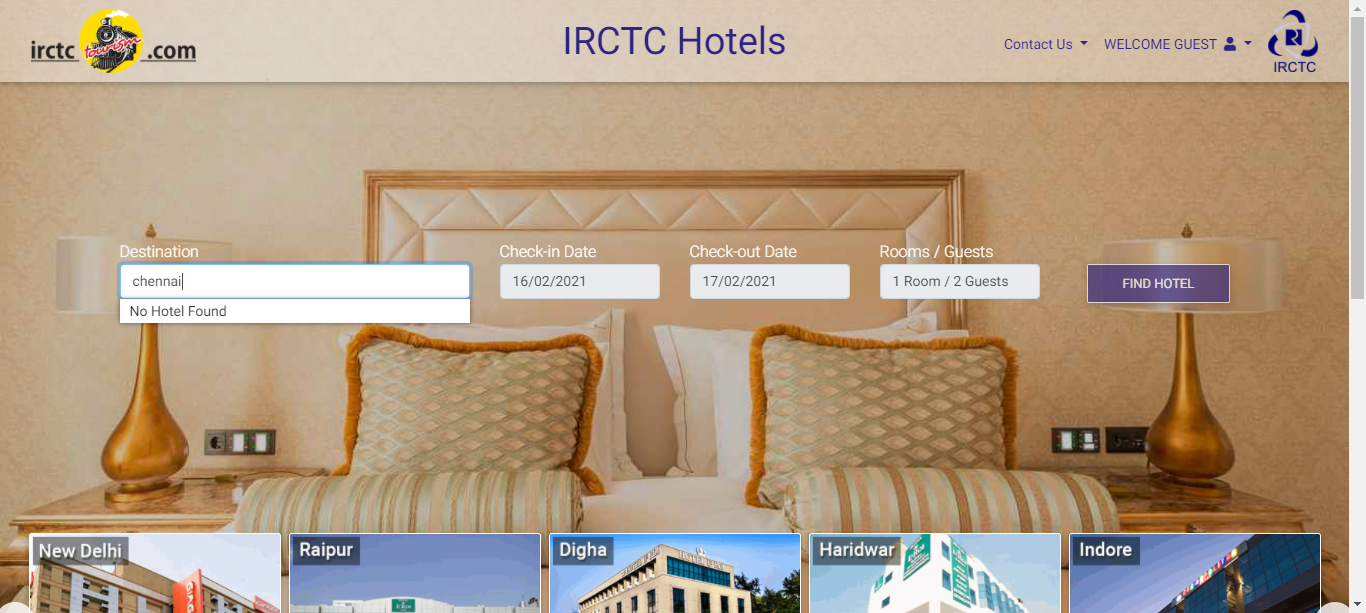 irctc tourism .com
IRCTC Hotels
Contact Us
WELCOME GUEST
IRCTC
Destination
Check-in Date
Check-out Date
Rooms / Guests
chennai
16/02/2021
17/02/2021
1 Room / 2 Guests
FIND HOTEL
No Hotel Found
New Delhi
Raipur
Digha
Haridwar
Indore